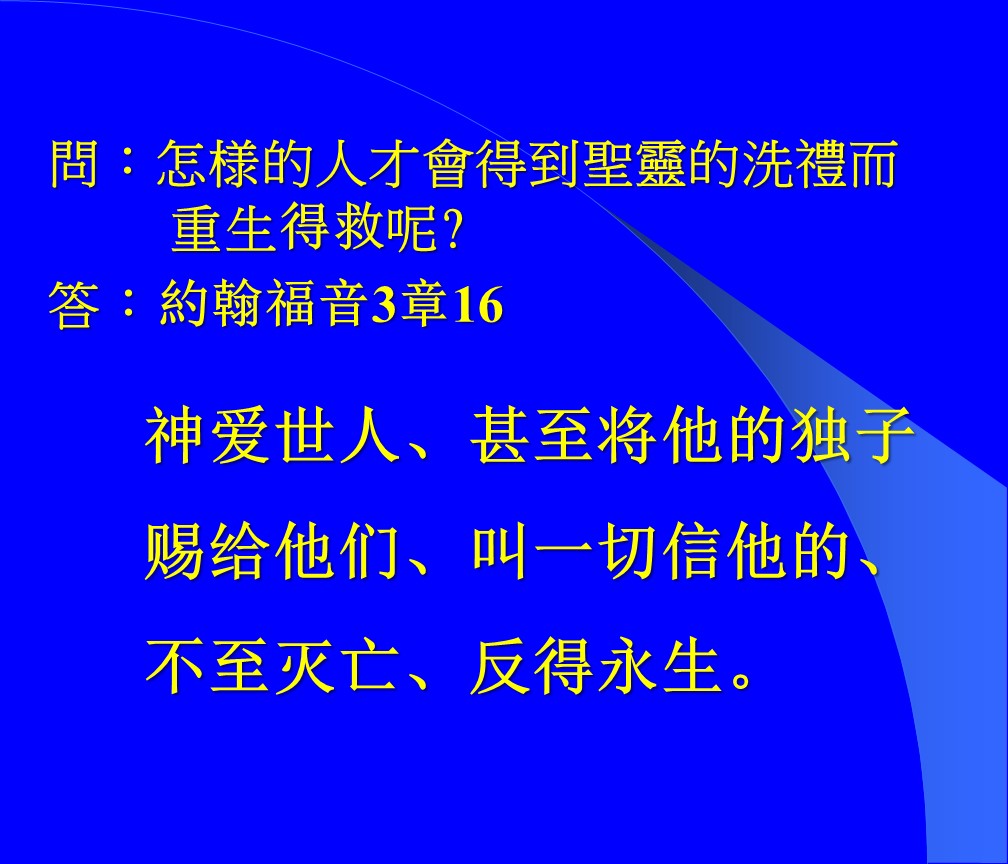 問：怎樣的人才會得到聖靈的洗禮而
重生得救呢？
答：約翰福音3章16
神爱世人、甚至将他的独子
赐给他们、叫一切信他的、
不至灭亡、反得永生。